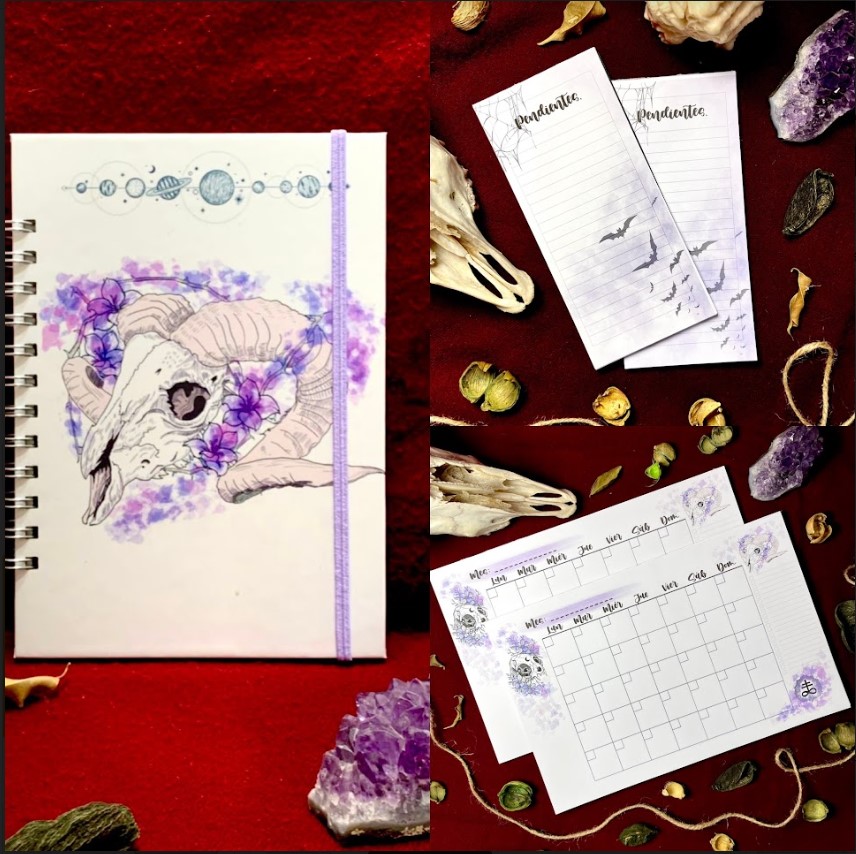 Pendientes.
Pendientes.
Mes:
Lun Mar Mier Jue Vier Sab Dom.
Mes:
Lun Mar Mier Jue Vier Sab Dom.